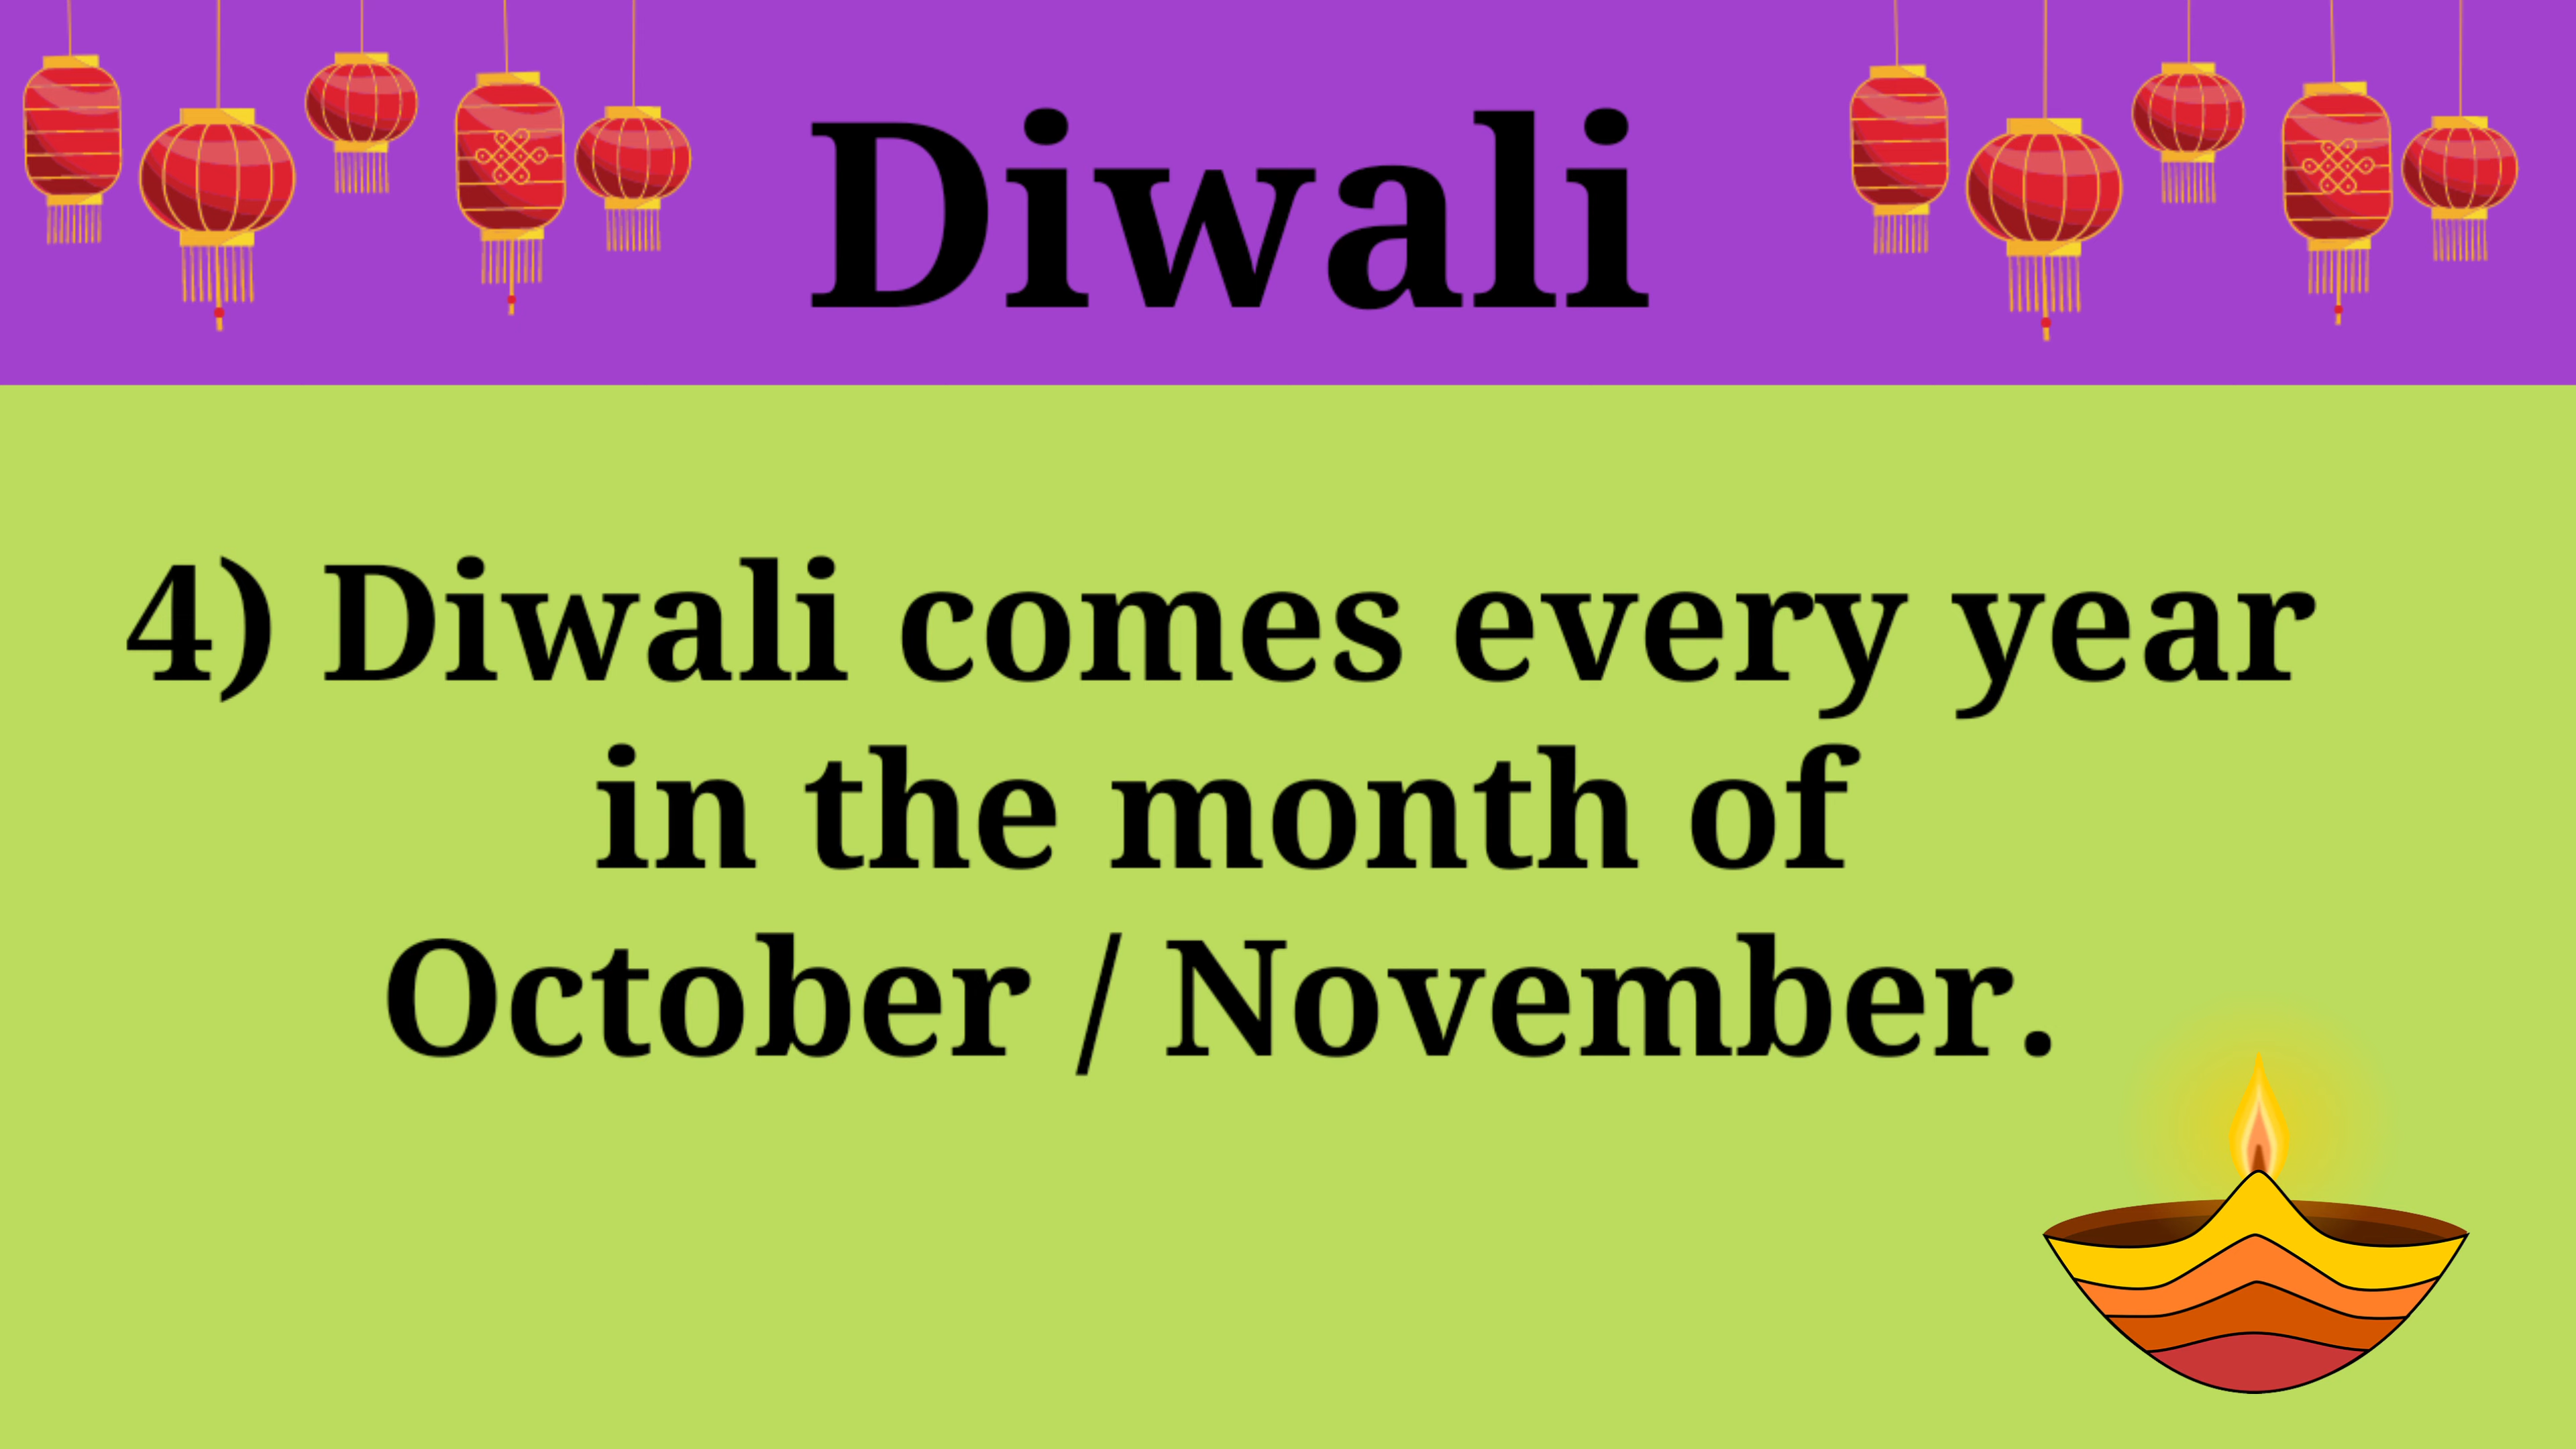 Diwali
4) Diwali comes every year
in the month of
October / November.